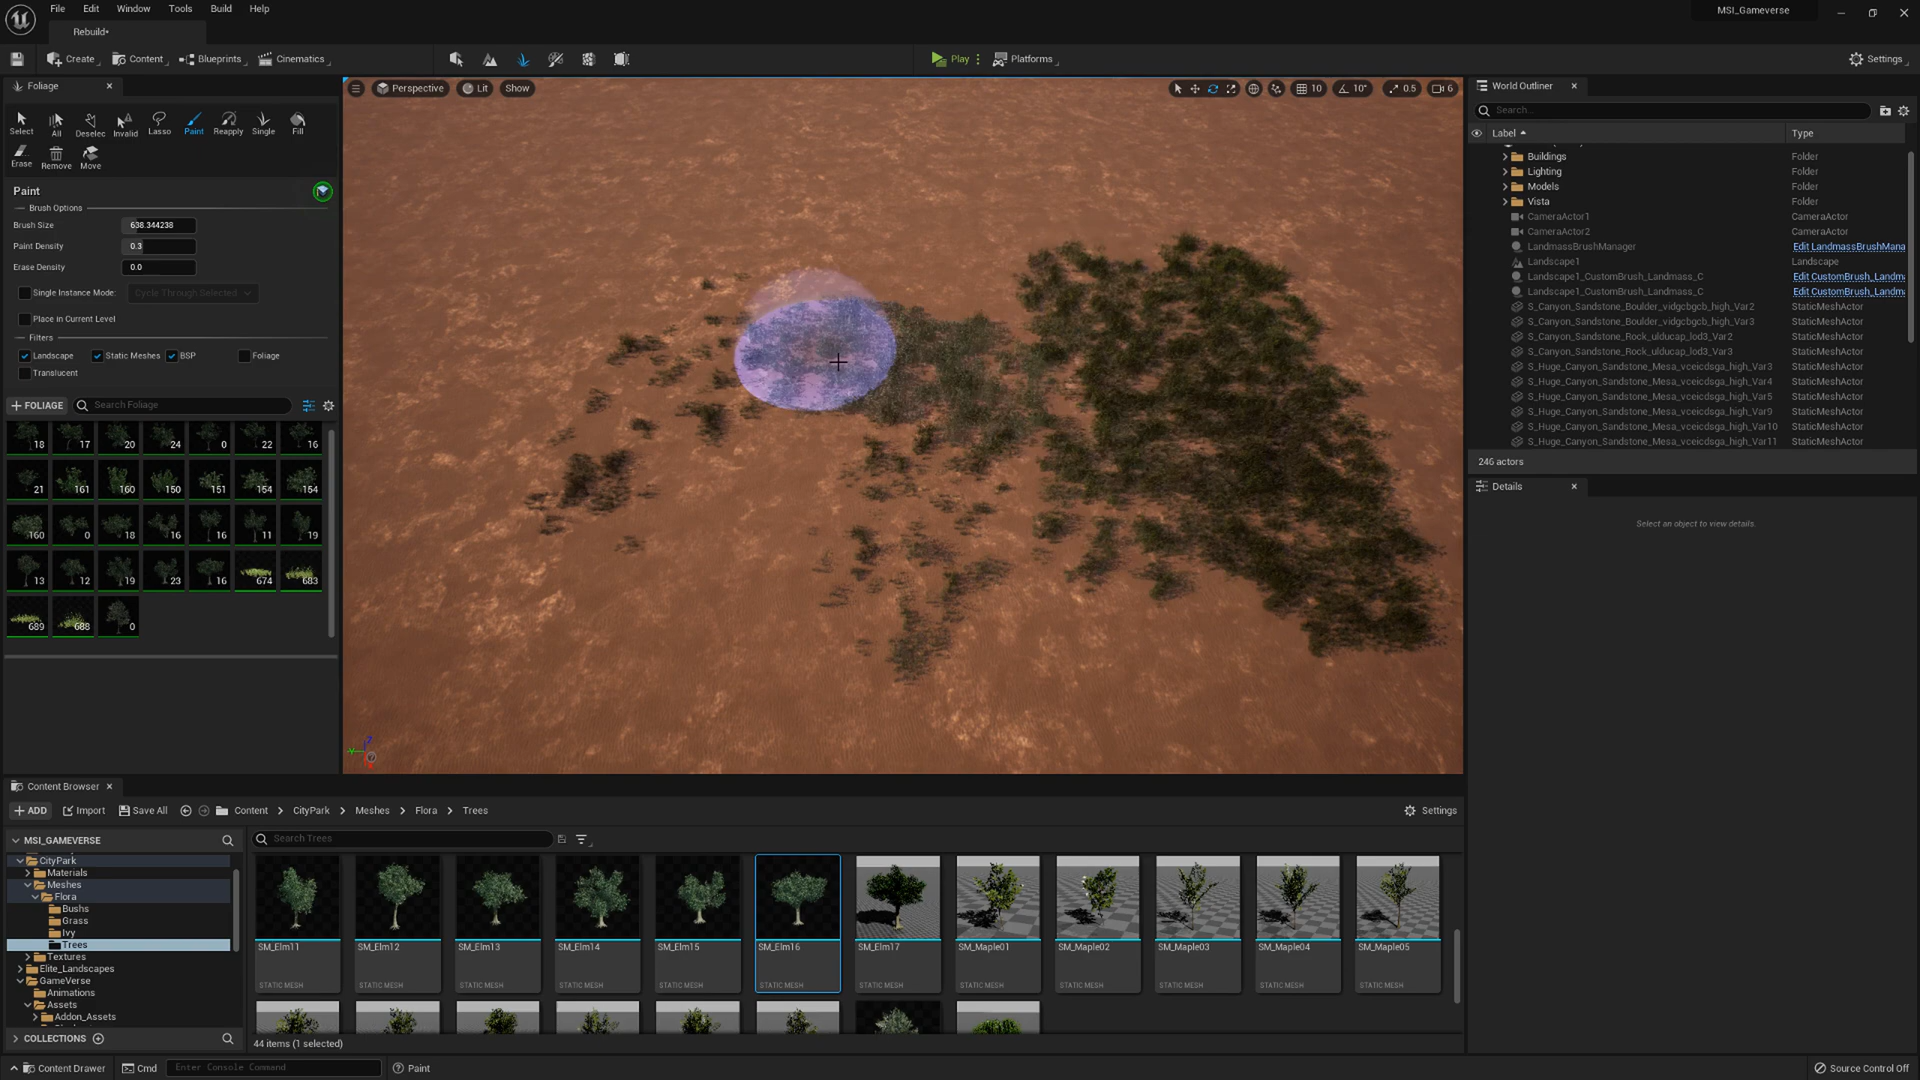 File Edit Window Tools Build Help
MSI_Gameverse
Rebuild•
Create Content Blueprints Cinematics
Play Platforms
Settings
Foliage
Select All Deselec Invalid Lasso Paint Reapply Single Fill
Erase Remove Move
Paint
Brush Options
Brush Size 638.344238
Paint Density 0.3
Erase Density 0.0
Single Instance Mode: Cycle Through Selected
Place in Current Level
Filters
Landscape Static Meshes BSP Foliage
Translucent
+ FOLIAGE Search Foliage
18 17 20 24 0 22 16
21 161 160 150 151 154 154
160 0 18 16 16 11 19
13 12 19 23 16 674 683
689 688 0
Perspective Lit Show
10 10° 0.5 6
Z
World Outliner
Search...
Label Type
Buildings Folder
Lighting Folder
Models Folder
Vista Folder
CameraActor1 CameraActor
CameraActor2 CameraActor
LandmassBrushManager Edit LandmassBrushMana
Landscape1 Landscape
Landscape1_CustomBrush_Landmass_C Edit CustomBrush_Landm
Landscape1_CustomBrush_Landmass_C Edit CustomBrush_Landm
S_Canyon_Sandstone_Boulder_vidgcbgcb_high_Var2 StaticMeshActor
S_Canyon_Sandstone_Boulder_vidgcbgcb_high_Var3 StaticMeshActor
S_Canyon_Sandstone_Rock_ulducap_lod3_Var2 StaticMeshActor
S_Canyon_Sandstone_Rock_ulducap_lod3_Var3 StaticMeshActor
S_Huge_Canyon_Sandstone_Mesa_vceicdsga_high_Var3 StaticMeshActor
S_Huge_Canyon_Sandstone_Mesa_vceicdsga_high_Var4 StaticMeshActor
S_Huge_Canyon_Sandstone_Mesa_vceicdsga_high_Var5 StaticMeshActor
S_Huge_Canyon_Sandstone_Mesa_vceicdsga_high_Var9 StaticMeshActor
S_Huge_Canyon_Sandstone_Mesa_vceicdsga_high_Var10 StaticMeshActor
S_Huge_Canyon_Sandstone_Mesa_vceicdsga_high_Var11 StaticMeshActor
246 actors
Details
Select an object to view details.
Content Browser
+ ADD Import Save All Content > CityPark > Meshes > Flora > Trees
Settings
MSI_GAMEVERSE
CityPark
Materials
Meshes
Flora
Bushs
Grass
Ivy
Trees
Textures
Elite_Landscapes
GameVerse
Animations
Assets
Addon_Assets
COLLECTIONS
Search Trees
SM_Elm11 SM_Elm12 SM_Elm13 SM_Elm14 SM_Elm15 SM_Elm16 SM_Elm17 SM_Maple01 SM_Maple02 SM_Maple03 SM_Maple04 SM_Maple05
STATIC MESH STATIC MESH STATIC MESH STATIC MESH STATIC MESH STATIC MESH STATIC MESH STATIC MESH STATIC MESH STATIC MESH STATIC MESH STATIC MESH
44 items (1 selected)
Content Drawer Cmd Enter Console Command Paint
Source Control Off